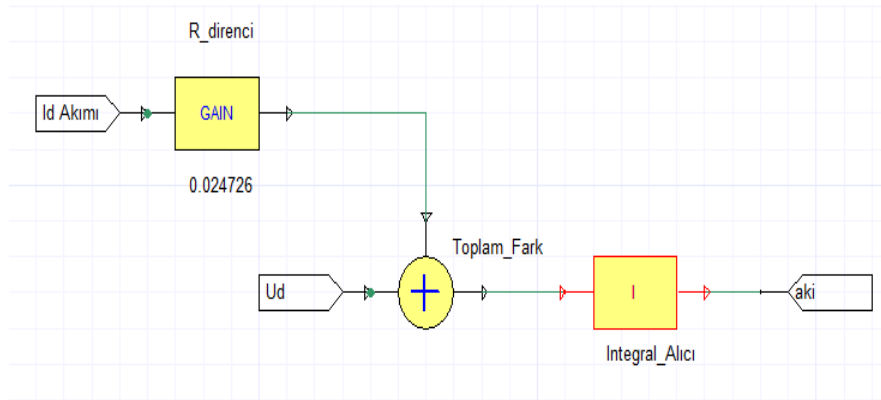 R_direnci
Id Akımı
GAIN
0.024726
Toplam_Fark
Ud
+
I
aki
Integral_Alıcı